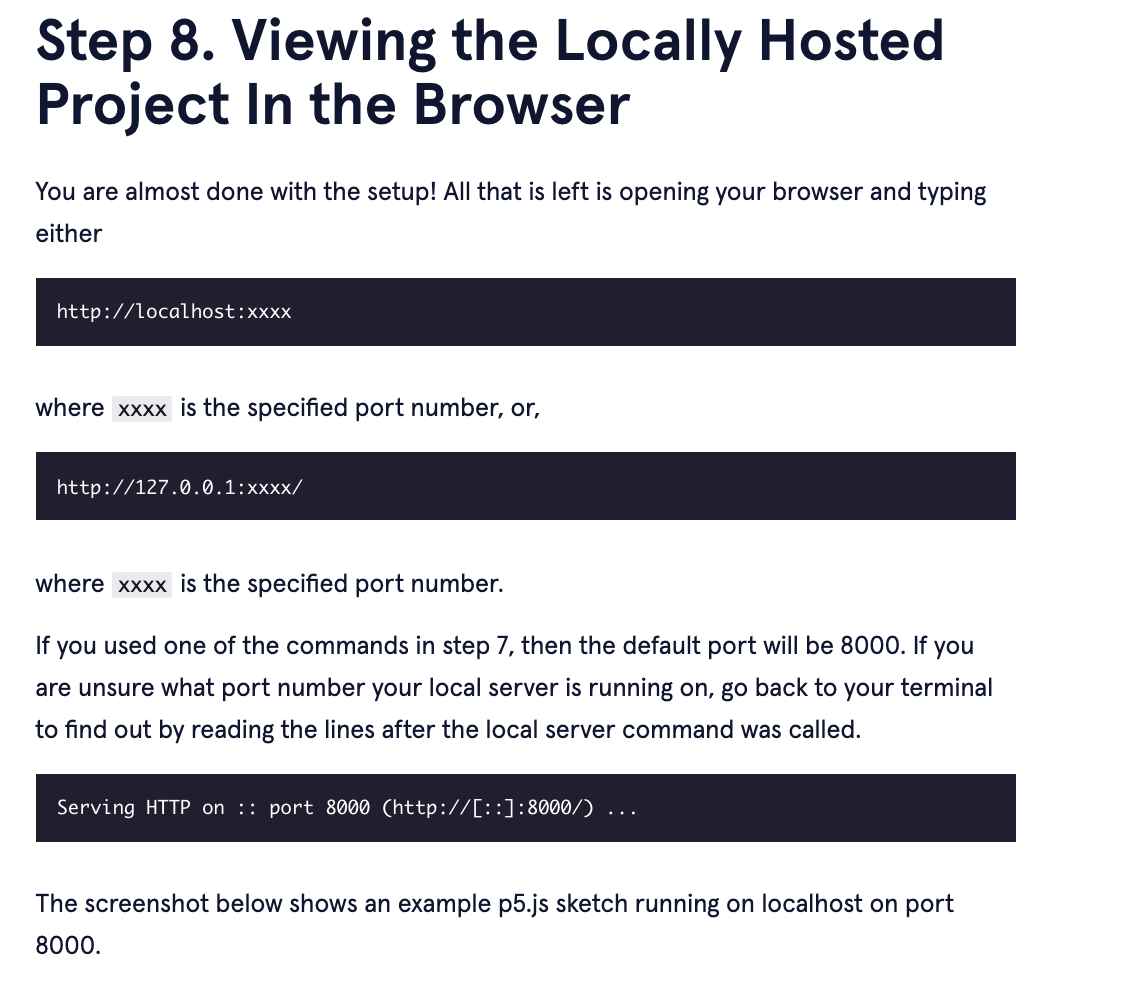 Step 8. Viewing the Locally Hosted
Project In the Browser
You are almost done with the setup! All that is left is opening your browser and typing
either
http://localhost:xxxx
where xxxx is the specified port number, or,
http://127.0.0.1:xxxx/
where xxxx is the specified port number.
If you used one of the commands in step 7, then the default port will be 8000. If you
are unsure what port number your local server is running on, go back to your terminal
to find out by reading the lines after the local server command was called.
Serving HTTP on :: port 8000 (http://[::]:8000/) ...
The screenshot below shows an example p5.js sketch running on localhost on port
8000.